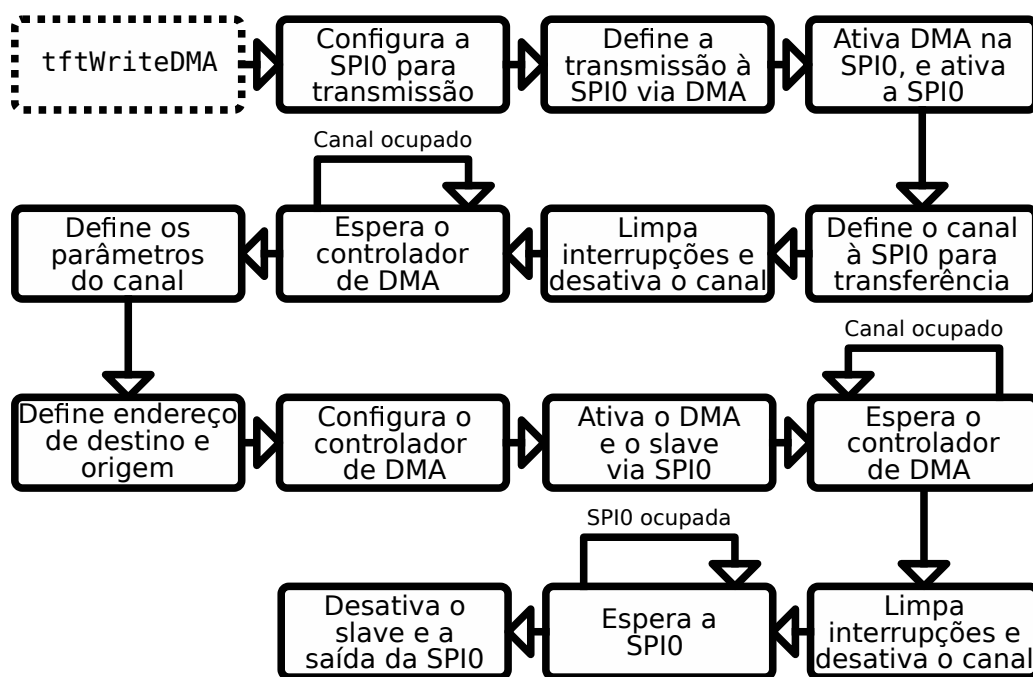 tftWriteDMA
Configura a
SPI0 para
transmissão
Define a
transmissão à
SPI0 via DMA
Ativa DMA na
SPI0, e ativa
a SPI0
Canal ocupado
Define o canal
à SPI0 para
transferência
Limpa
interrupções e
desativa o canal
Espera o
controlador
de DMA
Define os
parâmetros
do canal
Canal ocupado
Define endereço
de destino e
origem
Configura o
controlador
de DMA
Ativa o DMA
e o slave
via SPI0
Espera o
controlador
de DMA
SPI0 ocupada
Limpa
interrupções e
desativa o canal
Espera a
SPI0
Desativa o
slave e a
saída da SPI0